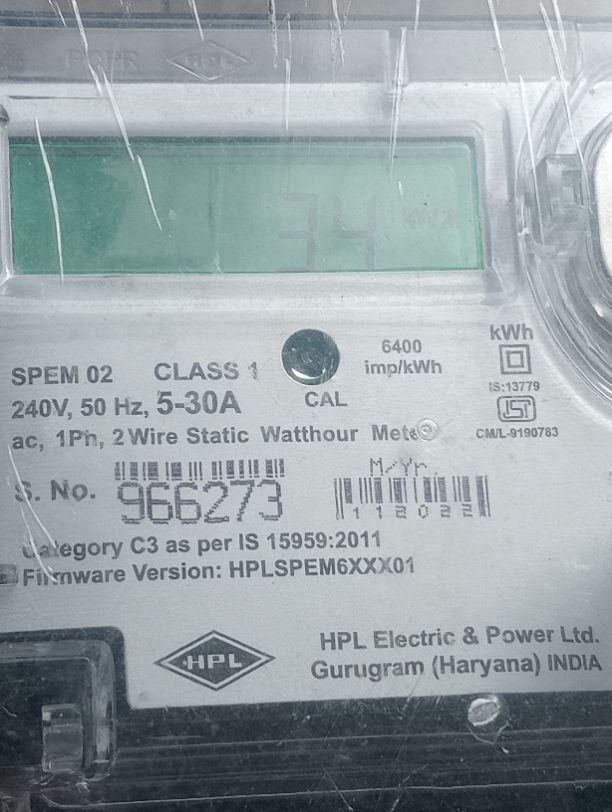 HPL
34
kWh
SPEM 02 CLASS 1
CAL
6400
imp/kWh
kWh
IS:13779
CM/L-9190783
240V, 50 Hz, 5-30A
ac, 1Ph, 2 Wire Static Watthour Meter
S. No. 966273
M/Yr.
112022
Category C3 as per IS 15959:2011
Firmware Version: HPLSPEM6XXX01
HPL
HPL Electric & Power Ltd.
Gurugram (Haryana) INDIA